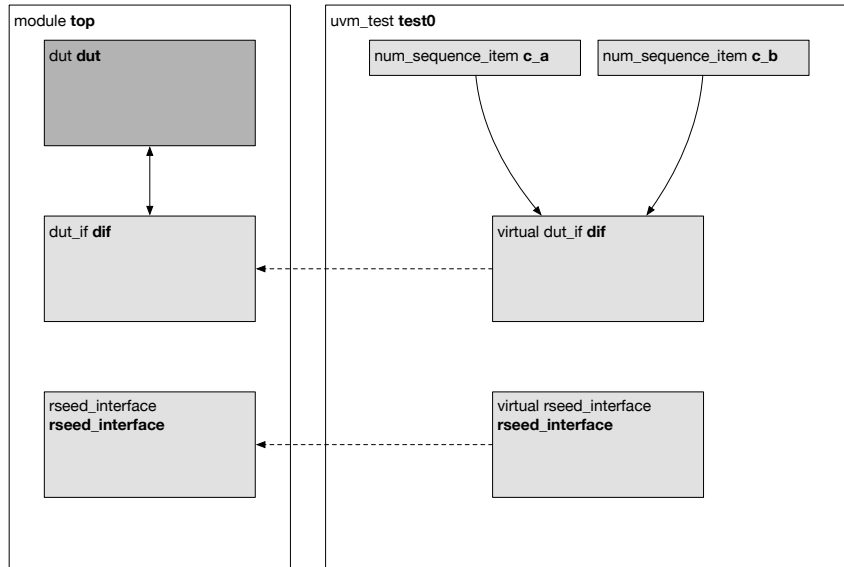 module top
dut dut
dut_if dif
rseed_interface
rseed_interface
uvm_test test0
num_sequence_item c_a
num_sequence_item c_b
virtual dut_if dif
virtual rseed_interface
rseed_interface